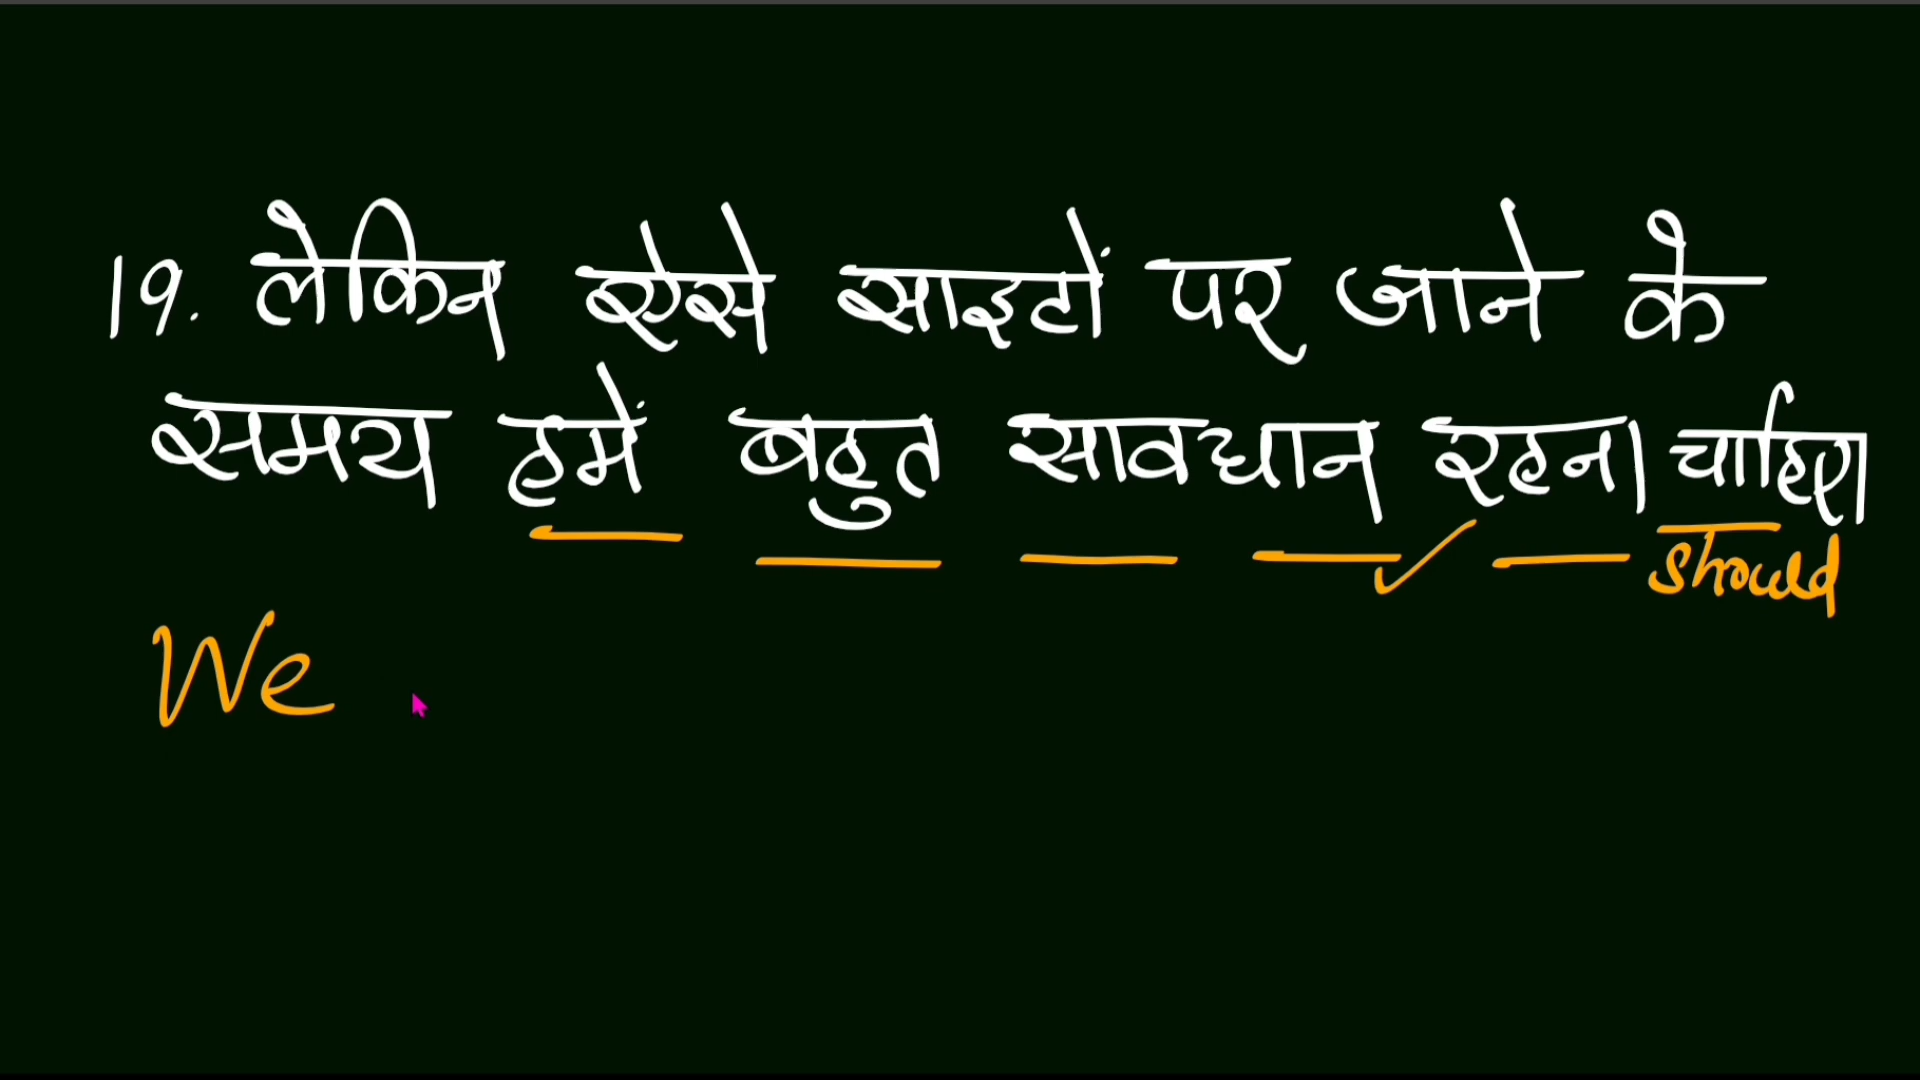 19. लेकिन ऐसे साइटों पर जाने के
समय हमें बहुत सावधान रहना चाहिए।
should
We